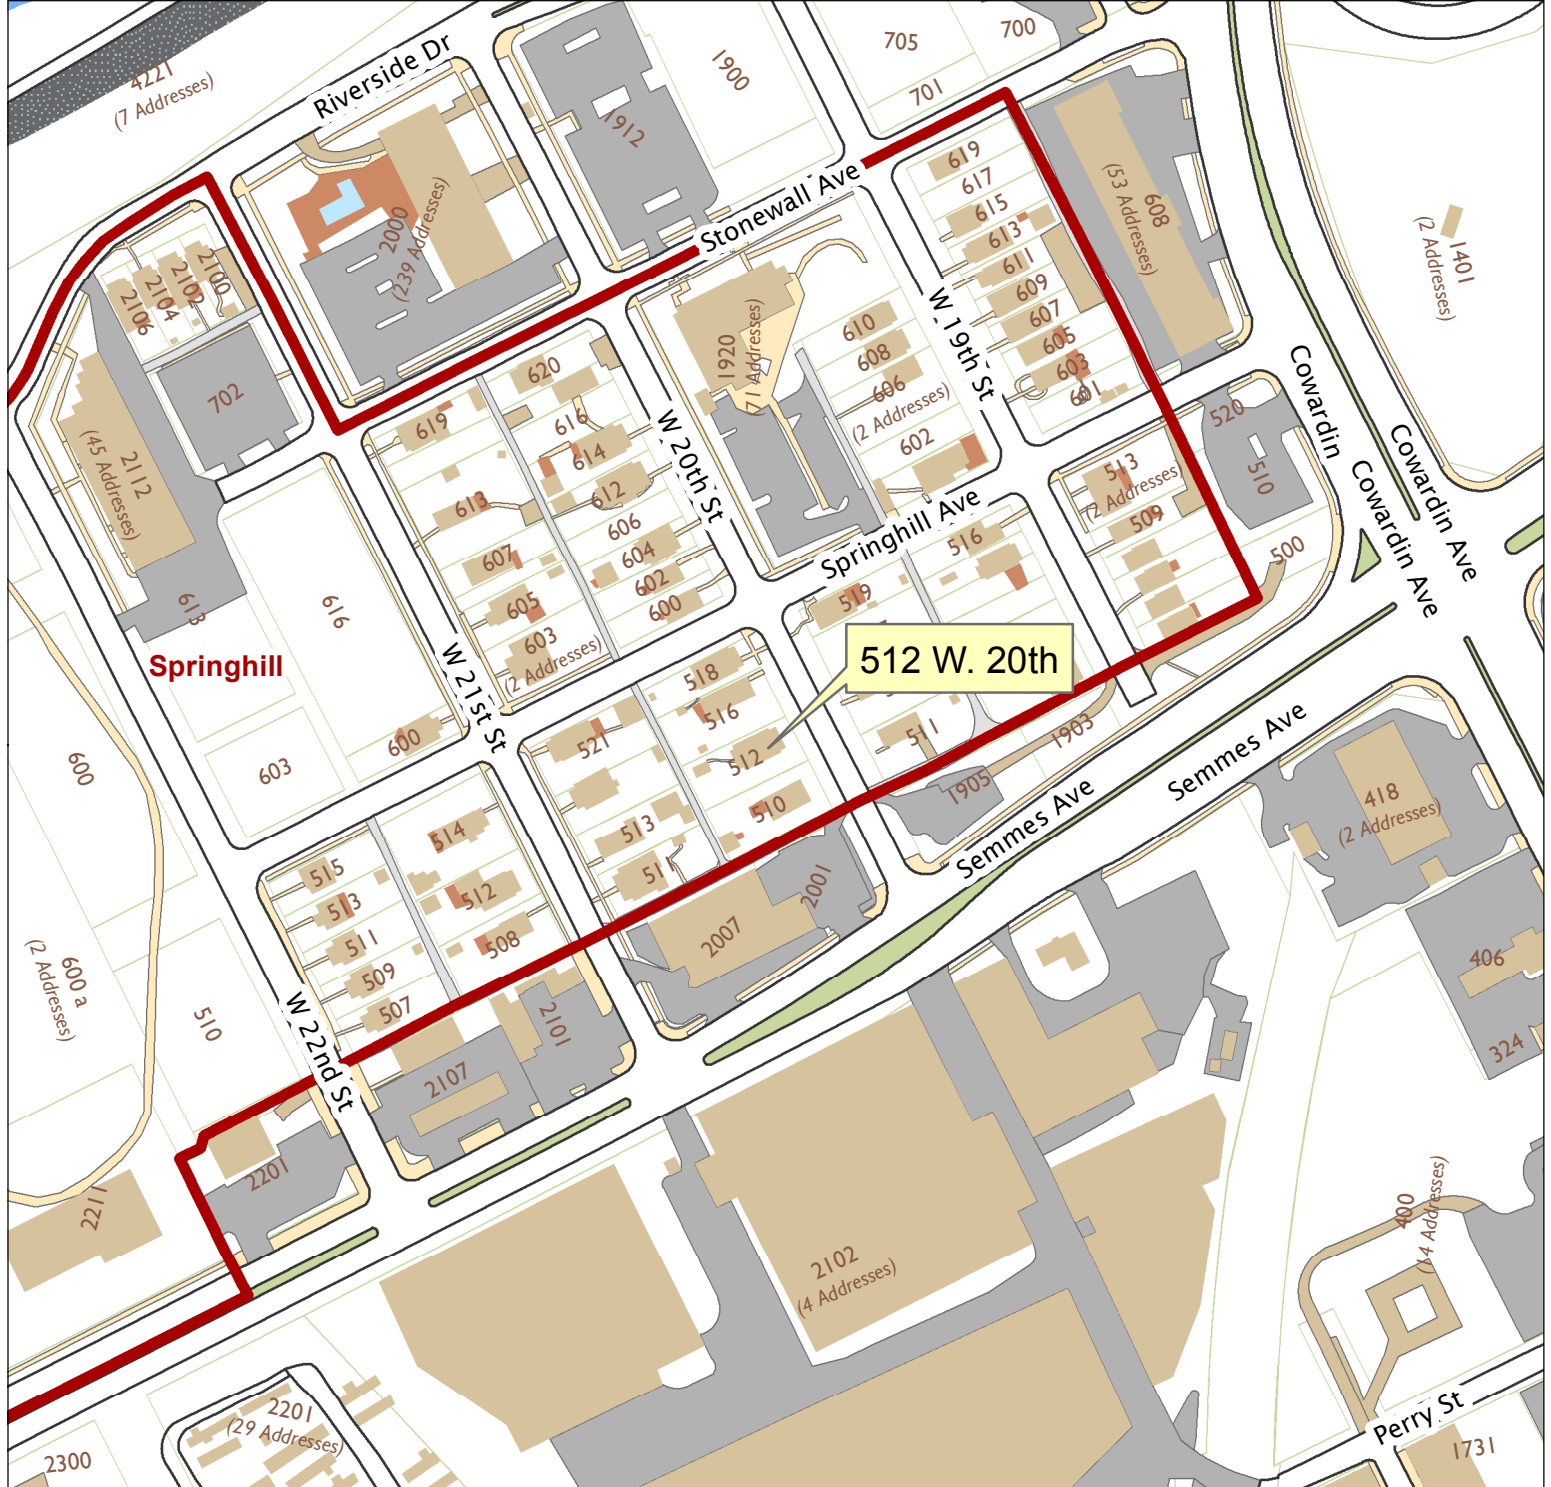 4221
(7 Addresses)
Riverside Dr
1912
1900
705
700
701
2000
(239 Addresses)
Stonewall Ave
619
617
615
613
611
609
607
605
603
601
608
(53 Addresses)
1401
(2 Addresses)
2100
2102
2104
2106
702
2112
(45 Addresses)
613
616
Springhill
600
603
619
613
607
605
603
(2 Addresses)
620
616
614
612
606
604
602
600
W 20th St
1920
(71 Addresses)
610
608
606
(2 Addresses)
602
W 19th St
Springhill Ave
513
(2 Addresses)
509
520
510
500
Cowardin
Cowardin Ave
Cowardin Ave
516
519
512 W. 20th
511
1903
1905
W 21st St
518
516
512
510
521
513
511
600
600 a
(2 Addresses)
510
515
513
511
509
507
514
512
508
W 22nd St
2001
2007
2101
2107
2201
2211
Semmes Ave
Semmes Ave
418
(2 Addresses)
406
324
2102
(4 Addresses)
400
(14 Addresses)
Perry St
1731
2201
(29 Addresses)
2300